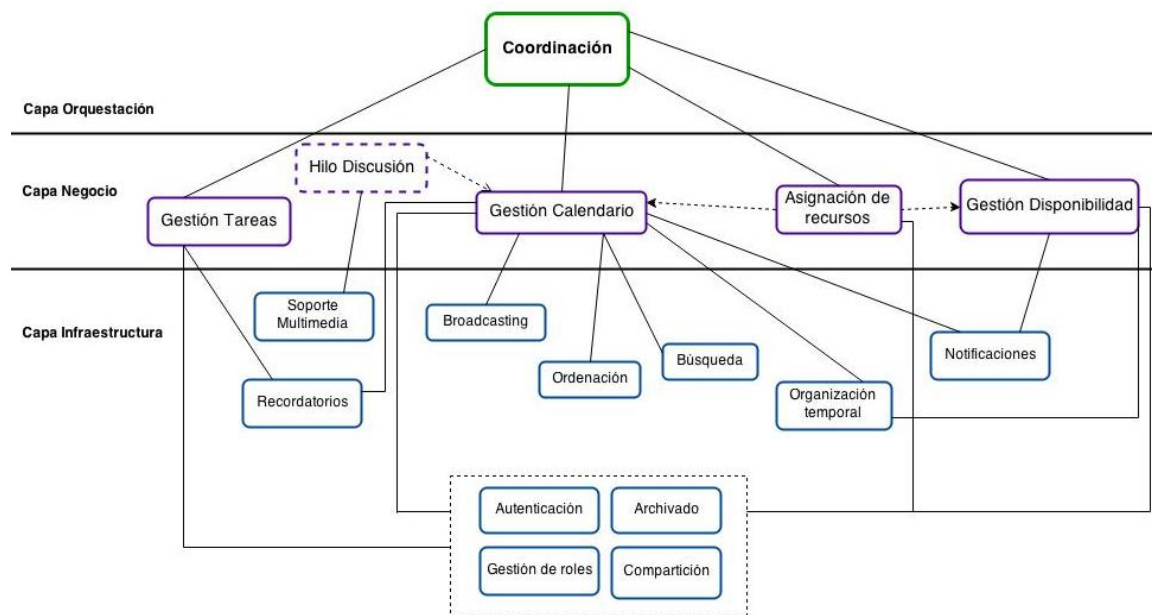 Coordinación
Capa Orquestación
Hilo Discusión
Capa Negocio
Gestión Tareas
Gestión Calendario
Asignación de
recursos
Gestión Disponibilidad
Capa Infraestructura
Soporte
Multimedia
Broadcasting
Ordenación
Búsqueda
Notificaciones
Recordatorios
Organización
temporal
Autenticación
Archivado
Gestión de roles
Compartición